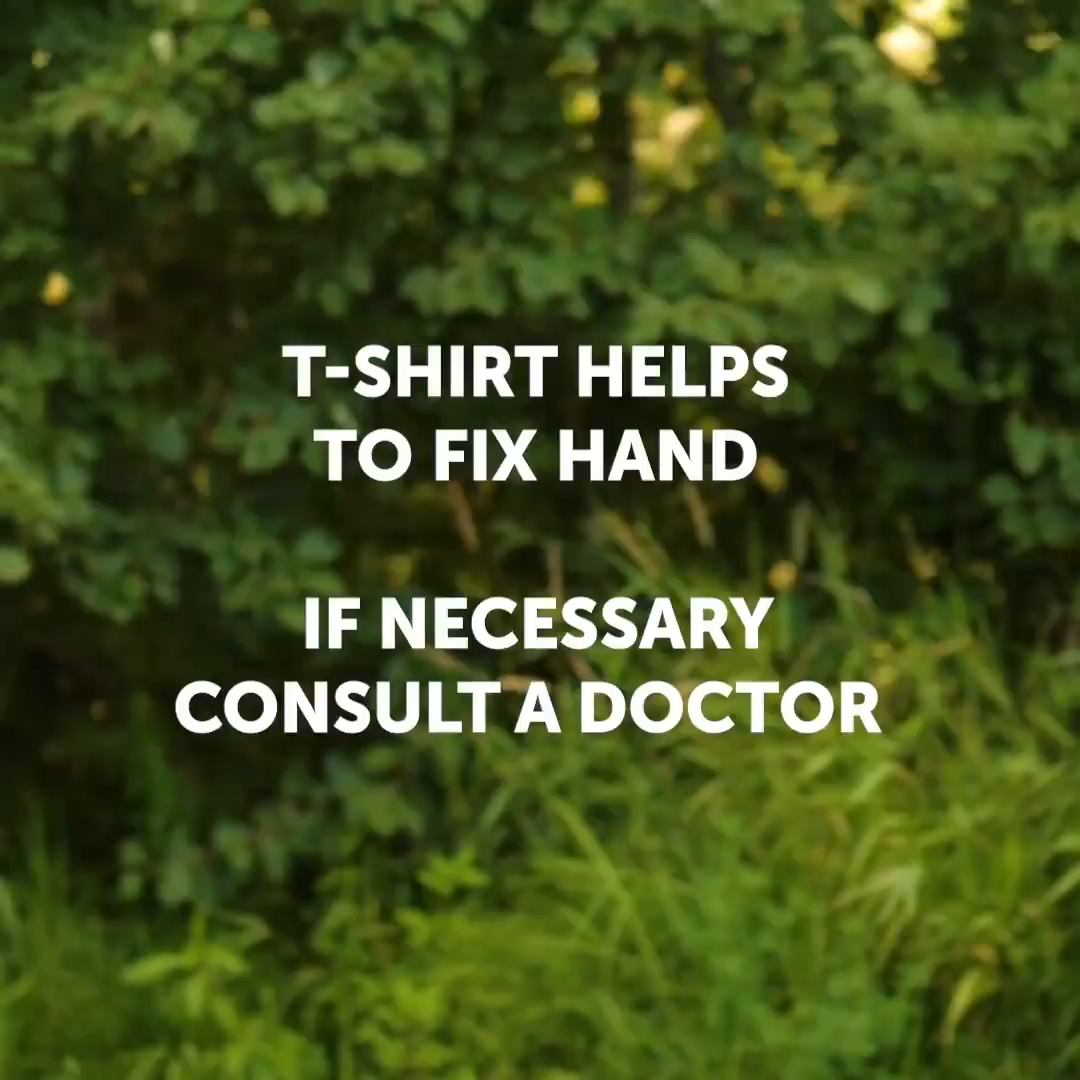 T-SHIRT HELPS
TO FIX HAND
IF NECESSARY
CONSULT A DOCTOR